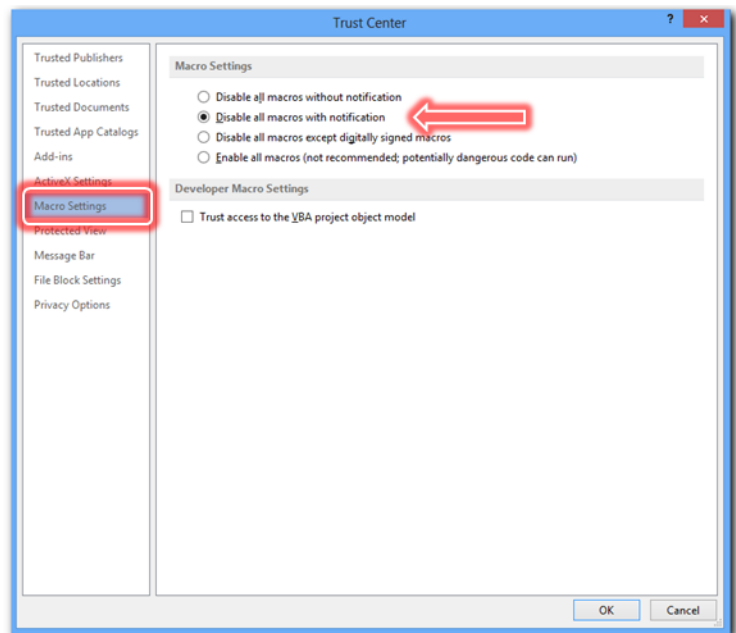 Trust Center
?
Trusted Publishers
Trusted Locations
Trusted Documents
Trusted App Catalogs
Add-ins
ActiveX Settings
Macro Settings
Protected View
Message Bar
File Block Settings
Privacy Options
Macro Settings
Disable all macros without notification
Disable all macros with notification
Disable all macros except digitally signed macros
Enable all macros (not recommended; potentially dangerous code can run)
Developer Macro Settings
Trust access to the VBA project object model
OK
Cancel